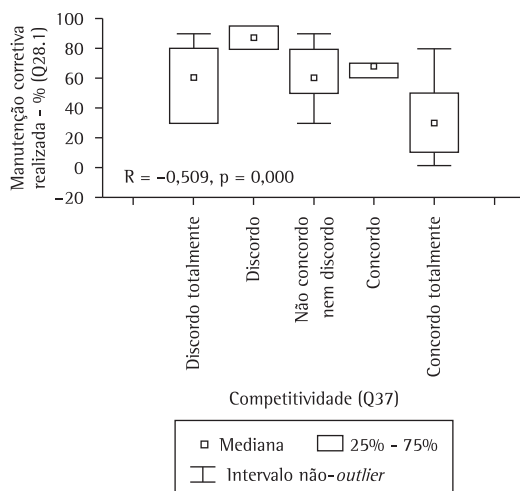 Manutenção corretiva
realizada - % (Q28.1)
100
80
60
40
20
0
−20
R = −0,509, p = 0,000
Discordo totalmente
Discordo
Não concordo
nem discordo
Concordo
Concordo totalmente
Competitividade (Q37)
Mediana
25% - 75%
Intervalo não-outlier